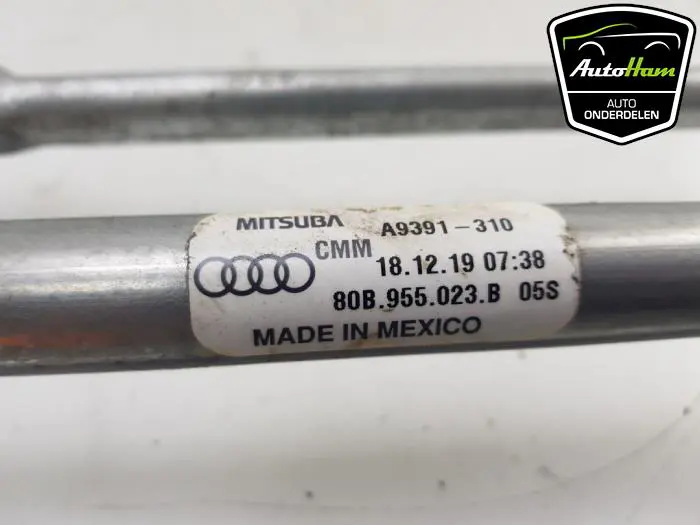 AutoHam
AUTO
ONDERDELEN
MITSUBA A9391-310
CMM
18.12.19 07:38
80B.955.023.B 05S
MADE IN MEXICO